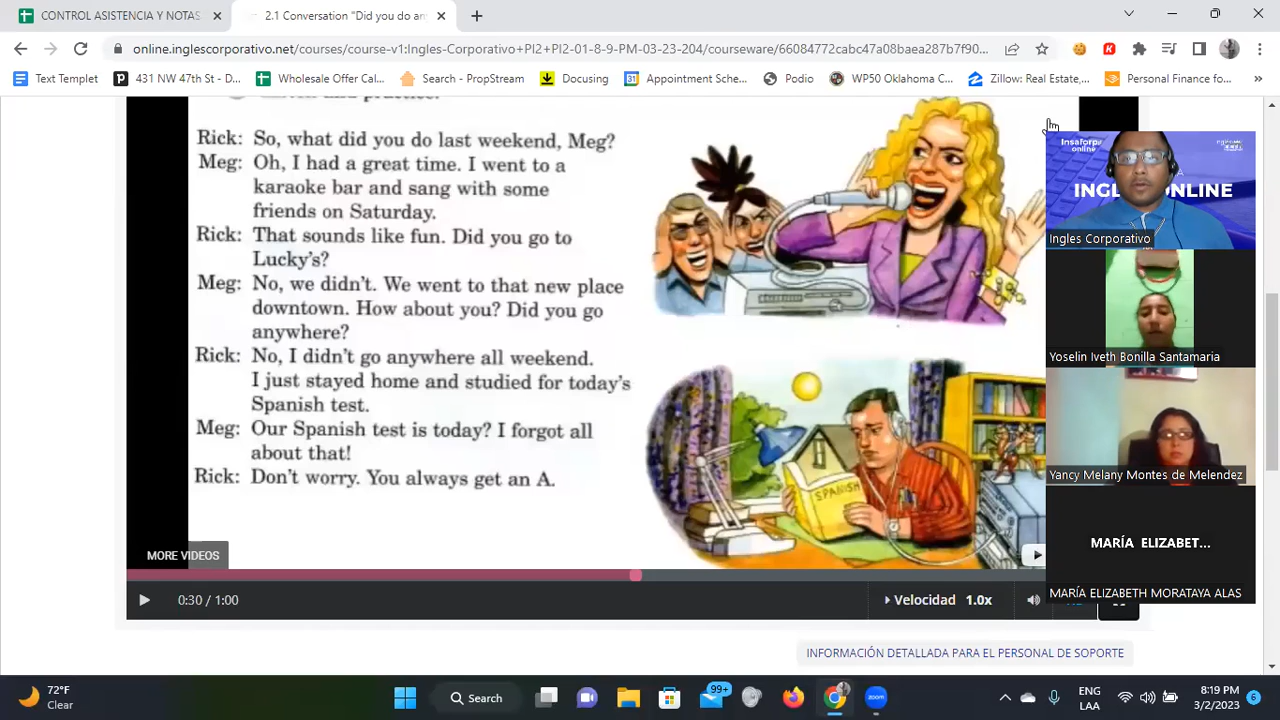 CONTROL ASISTENCIA Y NOTAS
2.1 Conversation "Did you do an
online.inglescorporativo.net/courses/course-v1:Ingles-Corporativo+PI2+PI2-01-8-9-PM-03-23-204/courseware/66084772cabc47a08baea287b7f90...
Text Templet
431 NW 47th St - D...
Wholesale Offer Cal...
Search - PropStream
Docusing
Appointment Sche...
Podio
WP50 Oklahoma C...
Zillow: Real Estate,...
Personal Finance fo...
»
Rick: So, what did you do last weekend, Meg?
Meg: Oh, I had a great time. I went to a
karaoke bar and sang with some
friends on Saturday.
Rick: That sounds like fun. Did you go to
Lucky's?
Meg: No, we didn't. We went to that new place
downtown. How about you? Did you go
anywhere?
Rick: No, I didn't go anywhere all weekend.
I just stayed home and studied for today's
Spanish test.
Meg: Our Spanish test is today? I forgot all
about that!
Rick: Don't worry. You always get an A.
SPANISH
MORE VIDEOS
0:30 / 1:00
Velocidad 1.0x
INFORMACIÓN DETALLADA PARA EL PERSONAL DE SOPORTE
Ingles Corporativo
Yoselin Iveth Bonilla Santamaria
Yancy Melany Montes de Melendez
MARÍA ELIZABET...
MARÍA ELIZABETH MORATAYA ALAS
72°F
Clear
Search
99+
zoom
ENG
LAA
8:19 PM
3/2/2023
6